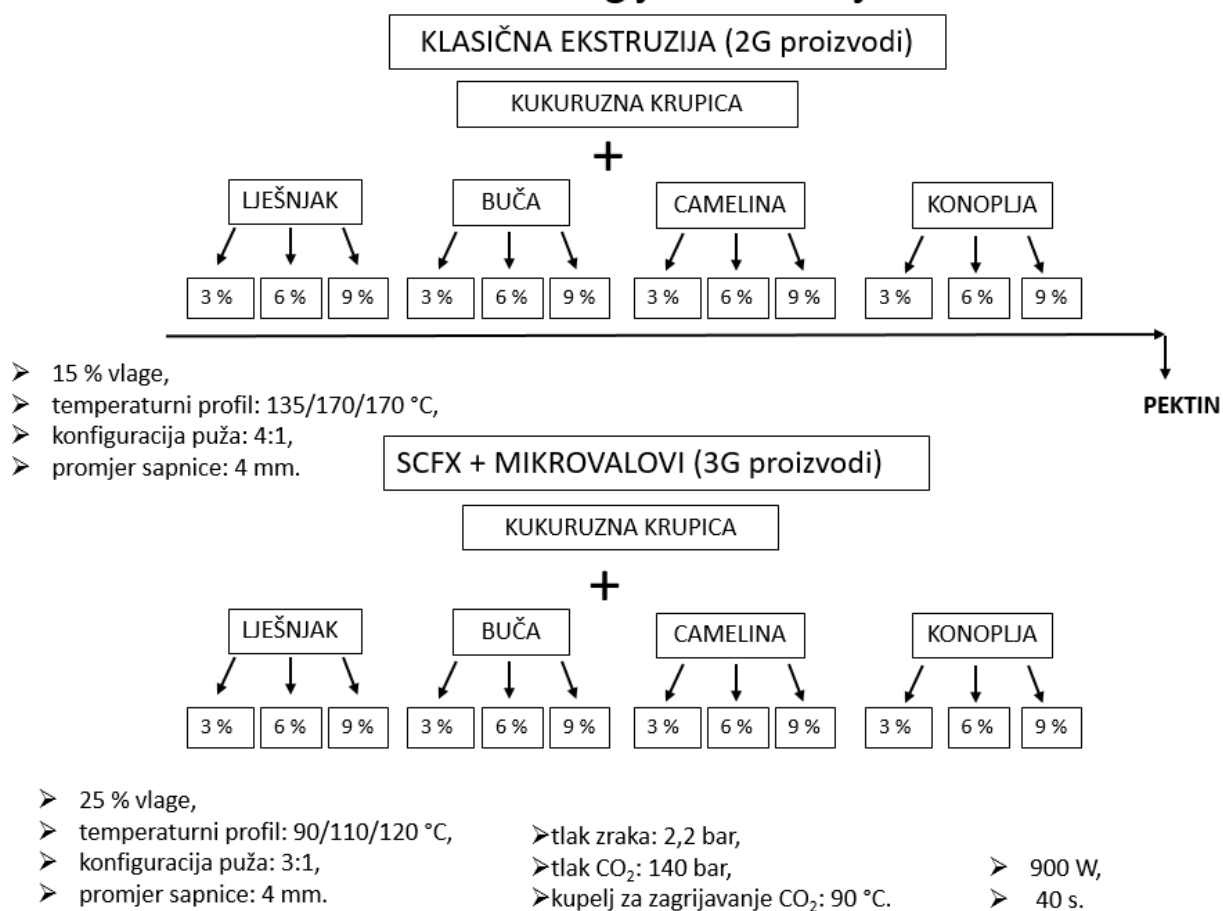 KLASIČNA EKSTRUZIJA (2G proizvodi)
KUKURUZNA KRUPICA
+
LJEŠNJAK BUČA CAMELINA KONOPLJA
3 % 6 % 9 % 3 % 6 % 9 % 3 % 6 % 9 % 3 % 6 % 9 %
➢ 15 % vlage,
➢ temperaturni profil: 135/170/170 °C,
PEKTIN
➢ konfiguracija puža: 4:1,
➢ promjer sapnice: 4 mm.
SCFX + MIKROVALOVI (3G proizvodi)
KUKURUZNA KRUPICA
+
LJEŠNJAK BUČA CAMELINA KONOPLJA
3 % 6 % 9 % 3 % 6 % 9 % 3 % 6 % 9 % 3 % 6 % 9 %
➢ 25 % vlage,
➢ temperaturni profil: 90/110/120 °C,
➢ konfiguracija puža: 3:1,
➢ promjer sapnice: 4 mm.
➢tlak zraka: 2,2 bar,
➢tlak CO₂: 140 bar,
➢kupelj za zagrijavanje CO₂: 90 °C.
➢ 900 W,
➢ 40 s.